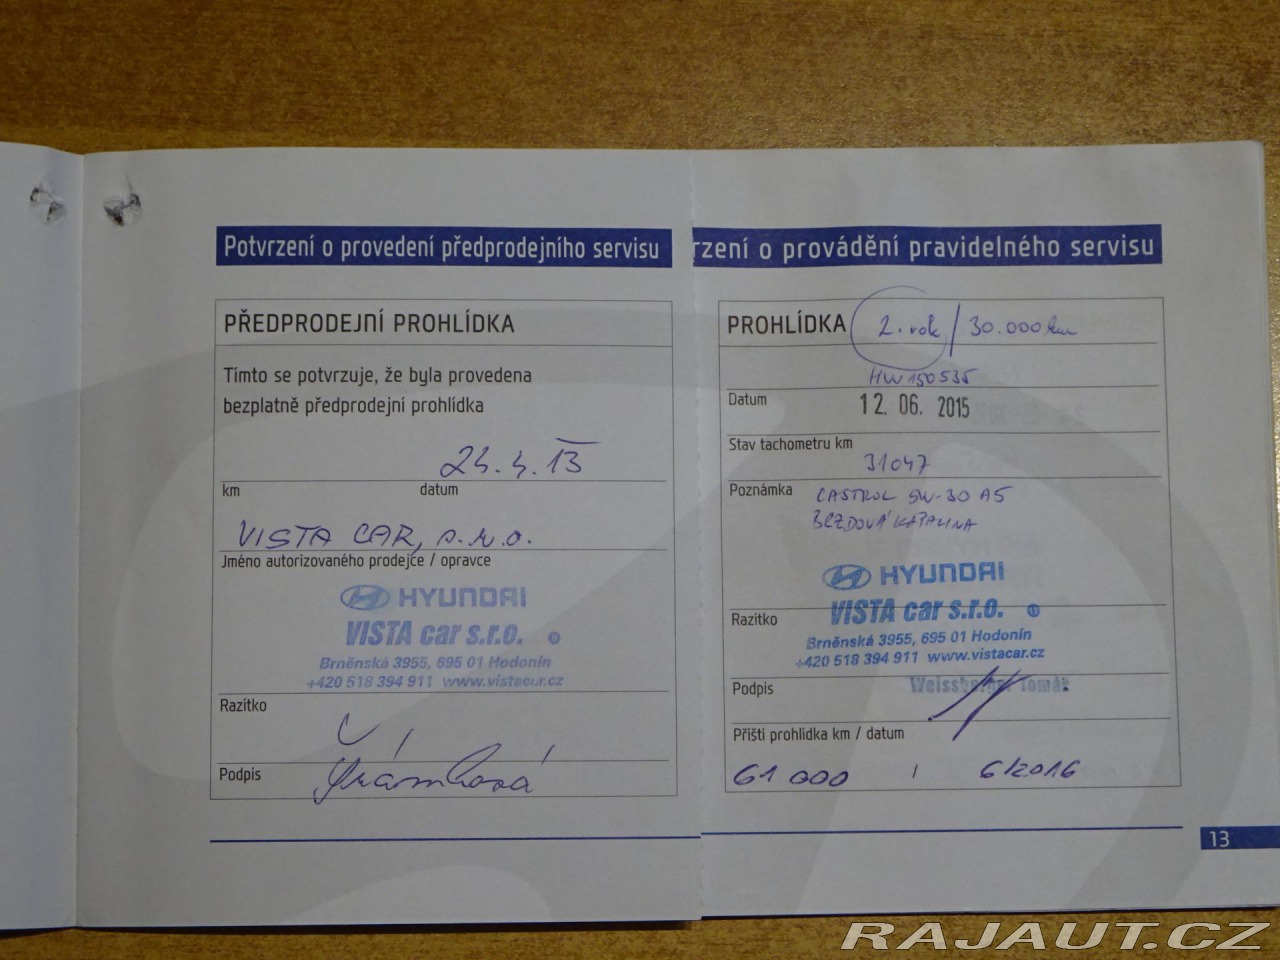 Potvrzení o provedení předprodejního servisu
PŘEDPRODEJNÍ PROHLÍDKA
Tímto se potvrzuje, že byla provedena
bezplatně předprodejní prohlídka
km datum
VISTA CAR, s.r.o.
Jméno autorizovaného prodejce / opravce
HYUNDAI
VISTA car s.r.o.
Brněnská 3955, 695 01 Hodonín
+420 518 394 911 www.vistacar.cz
Razítko
Podpis
rzení o provádění pravidelného servisu
PROHLÍDKA 2. rok / 30.000 km
HW150535
Datum 12. 06. 2015
Stav tachometru km
31047
Poznámka CASTROL 5W-30 A5
BRZDOVÁ KAPALINA
HYUNDAI
VISTA car s.r.o.
Razítko
Brněnská 3955, 695 01 Hodonín
+420 518 394 911 www.vistacar.cz
Podpis
Příští prohlídka km / datum
61 000 / 6/2016
13
RAJAUT.CZ